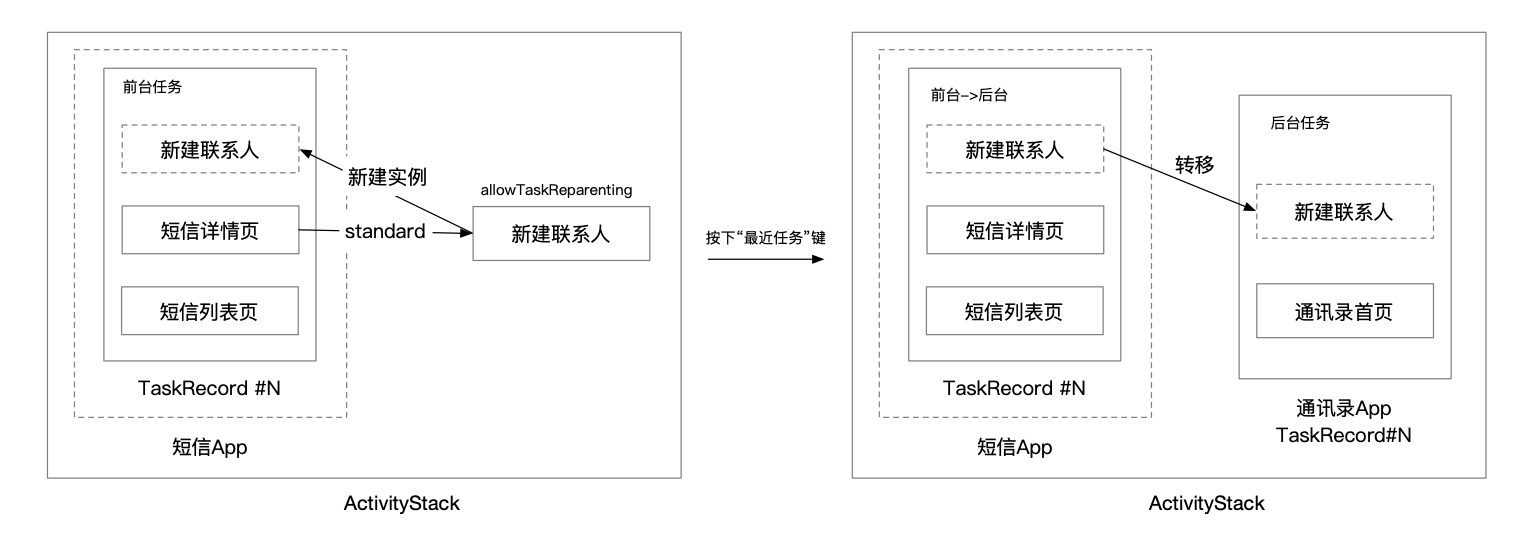 前台任务
新建联系人
新建实例
allowTaskReparenting
短信详情页
standard
新建联系人
短信列表页
TaskRecord #N
短信App
ActivityStack
按下“最近任务”键
前台->后台
新建联系人
转移
后台任务
新建联系人
短信详情页
短信列表页
通讯录首页
TaskRecord #N
通讯录App
TaskRecord#N
短信App
ActivityStack